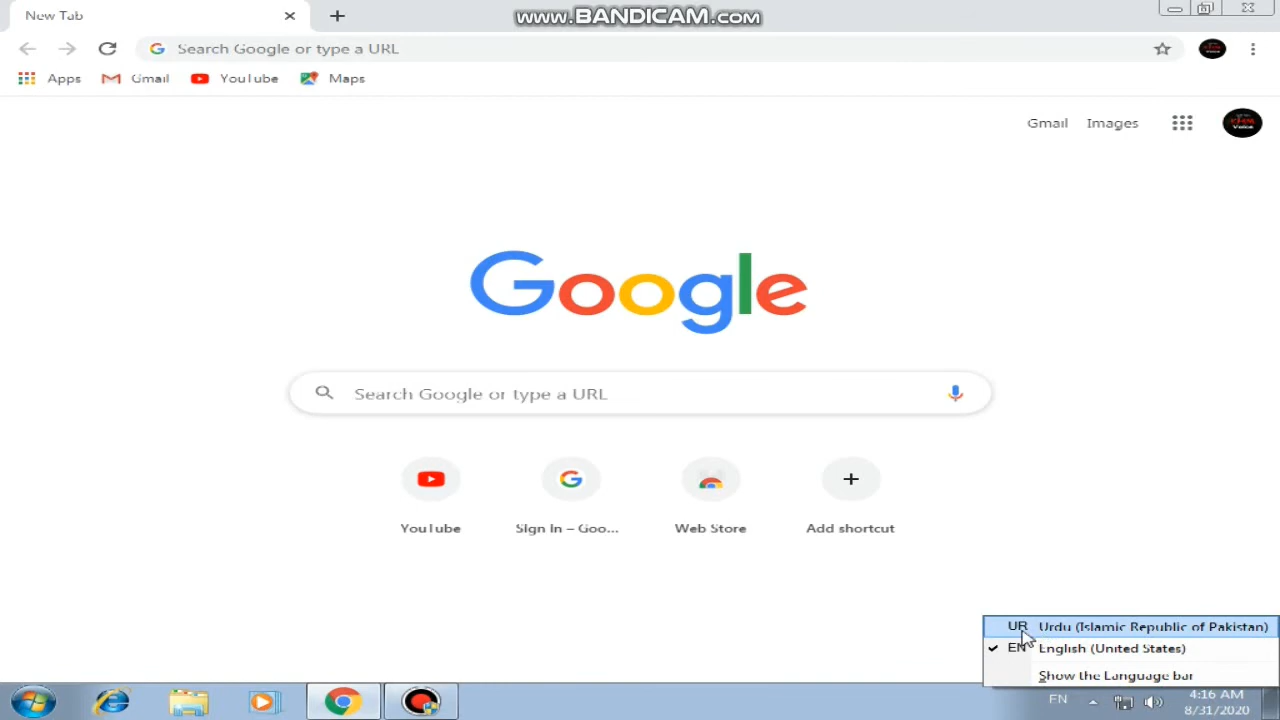 New Tab
www.BANDICAM.com
Search Google or type a URL
Apps Gmail YouTube Maps
Gmail Images
Google
Search Google or type a URL
YouTube Sign In – Goo... Web Store Add shortcut
UR Urdu (Islamic Republic of Pakistan)
EN English (United States)
Show the Language bar
EN 4:16 AM
8/31/2020